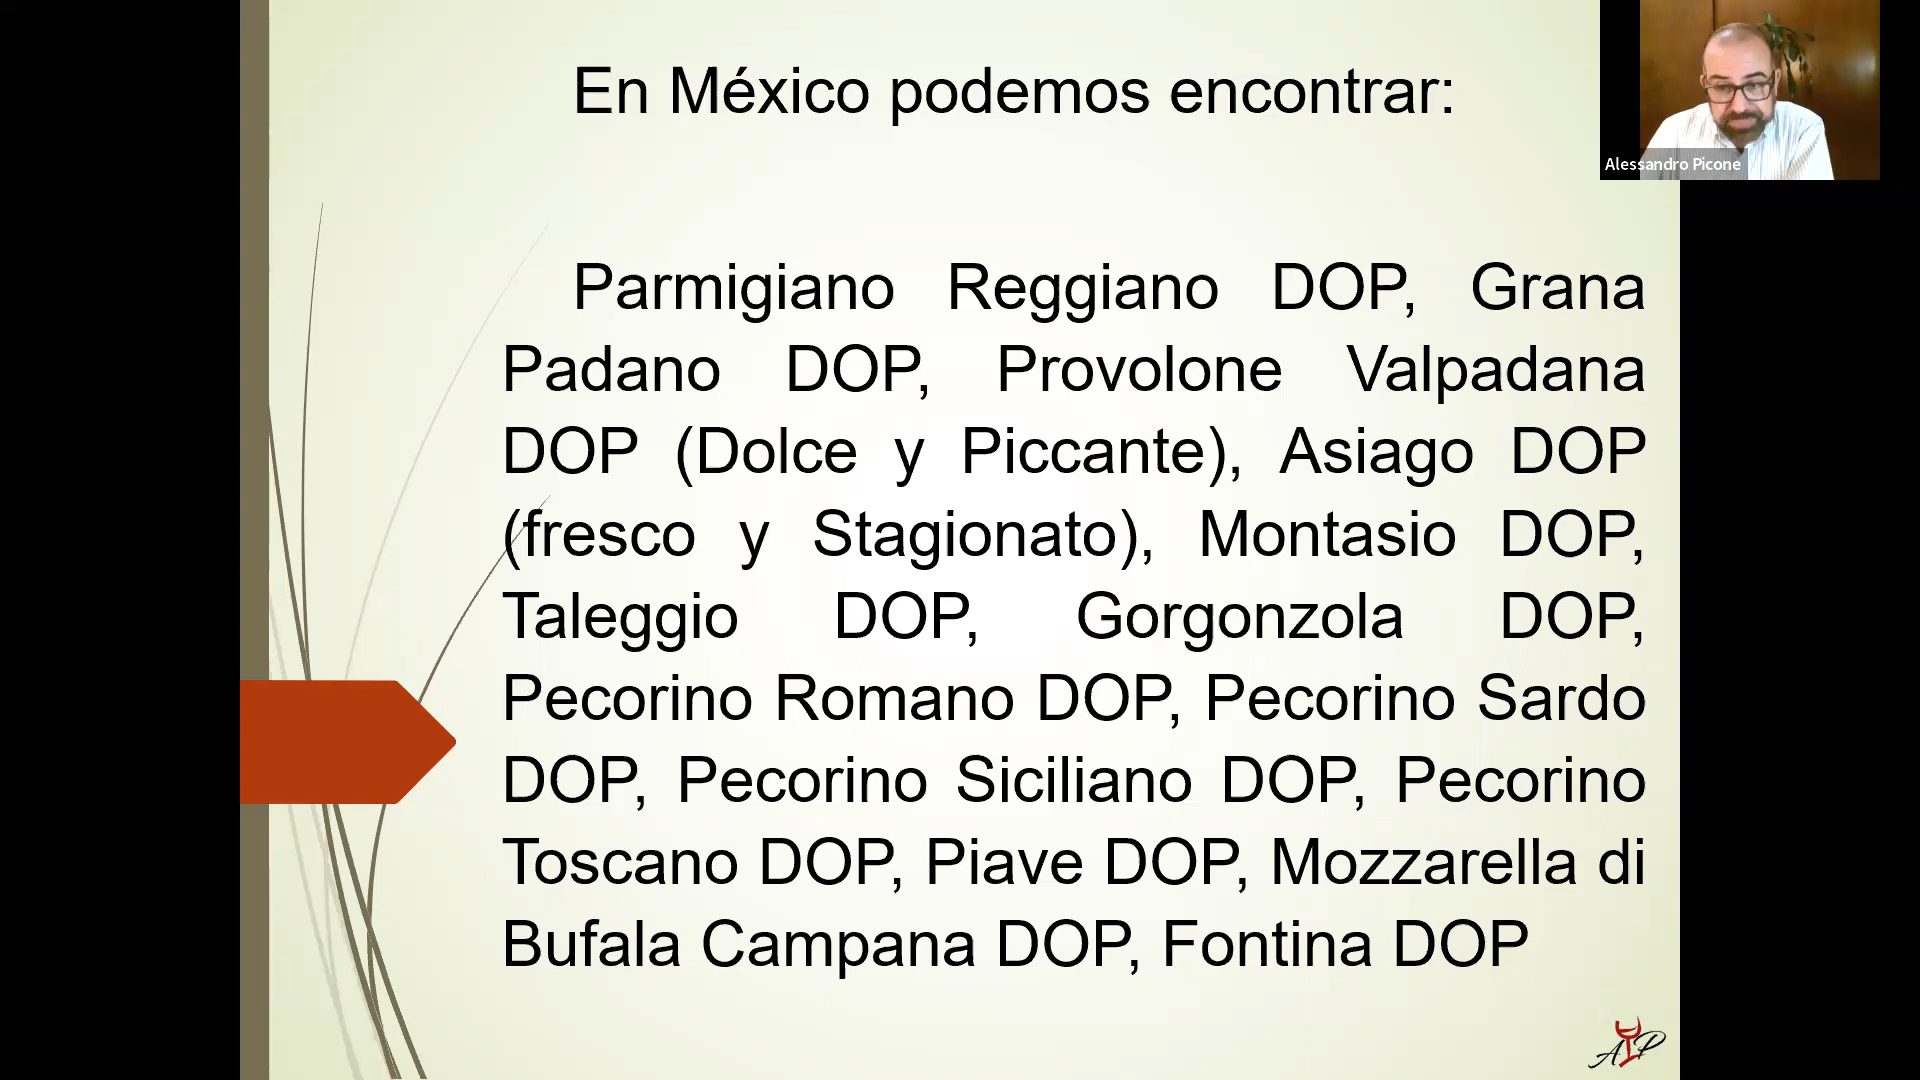 En México podemos encontrar:
Alessandro Picone
Parmigiano Reggiano DOP, Grana
Padano DOP, Provolone Valpadana
DOP (Dolce y Piccante), Asiago DOP
(fresco y Stagionato), Montasio DOP,
Taleggio DOP, Gorgonzola DOP,
Pecorino Romano DOP, Pecorino Sardo
DOP, Pecorino Siciliano DOP, Pecorino
Toscano DOP, Piave DOP, Mozzarella di
Bufala Campana DOP, Fontina DOP
AP